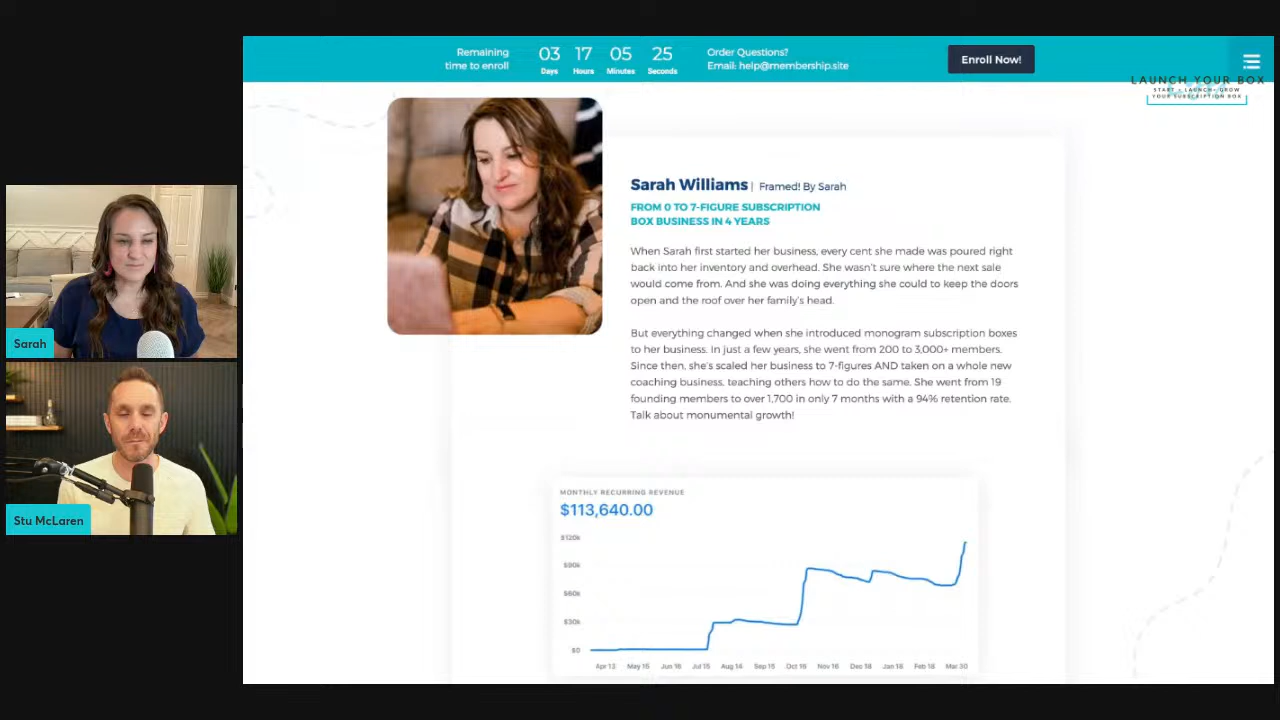 Remaining
time to enroll
03 17 05 25
Days Hours Minutes Seconds
Order Questions?
Email: help@membership.site
Enroll Now!
LAUNCH YOUR BOX
START + LAUNCH + GROW
YOUR SUBSCRIPTION BOX
Sarah Williams | Framed! By Sarah
FROM 0 TO 7-FIGURE SUBSCRIPTION
BOX BUSINESS IN 4 YEARS
When Sarah first started her business, every cent she made was poured right
back into her inventory and overhead. She wasn't sure where the next sale
would come from. And she was doing everything she could to keep the doors
open and the roof over her family's head.
But everything changed when she introduced monogram subscription boxes
to her business. In just a few years, she went from 200 to 3,000+ members.
Since then, she's scaled her business to 7-figures AND taken on a whole new
coaching business, teaching others how to do the same. She went from 19
founding members to over 1,700 in only 7 months with a 94% retention rate.
Talk about monumental growth!
Sarah
Stu McLaren
MONTHLY RECURRING REVENUE
$113,640.00
$120k
$90k
$60k
$30k
$0
Apr 13 May 15 Jun 16 Jul 15 Aug 14 Sep 15 Oct 16 Nov 16 Dec 18 Jan 18 Feb 18 Mar 30